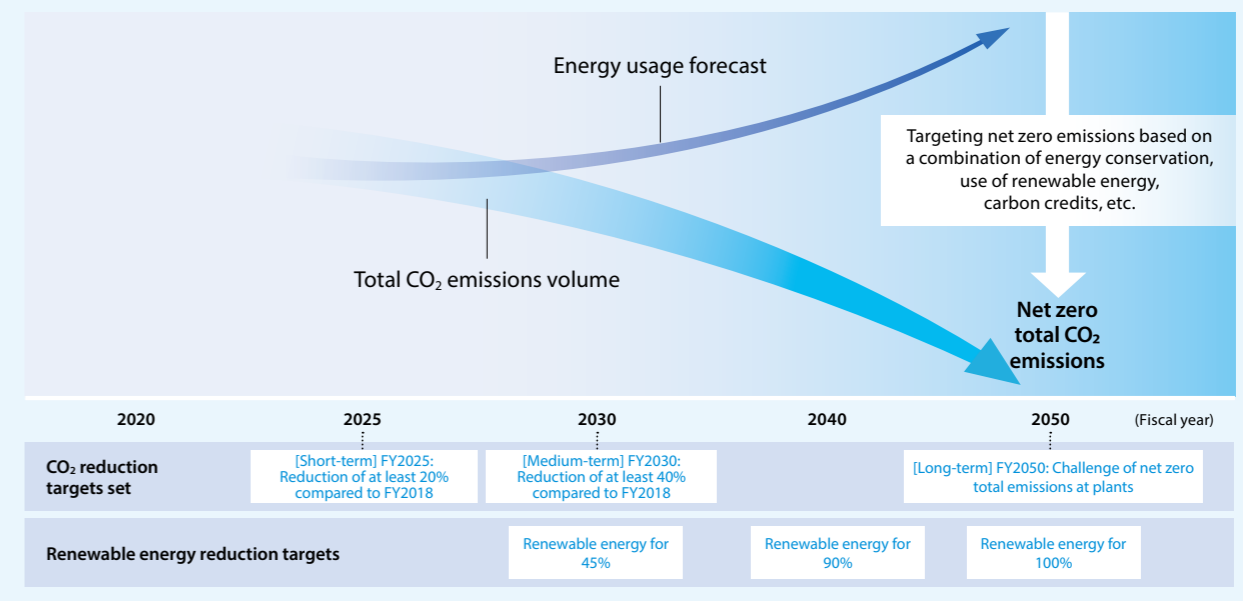 Energy usage forecast
Total CO₂ emissions volume
Targeting net zero emissions based on
a combination of energy conservation,
use of renewable energy,
carbon credits, etc.
Net zero
total CO₂
emissions
2020
2025
2030
2040
2050
(Fiscal year)
CO₂ reduction
targets set
[Short-term] FY2025:
Reduction of at least 20%
compared to FY2018
[Medium-term] FY2030:
Reduction of at least 40%
compared to FY2018
[Long-term] FY2050: Challenge of net zero
total emissions at plants
Renewable energy reduction targets
Renewable energy for
45%
Renewable energy for
90%
Renewable energy for
100%